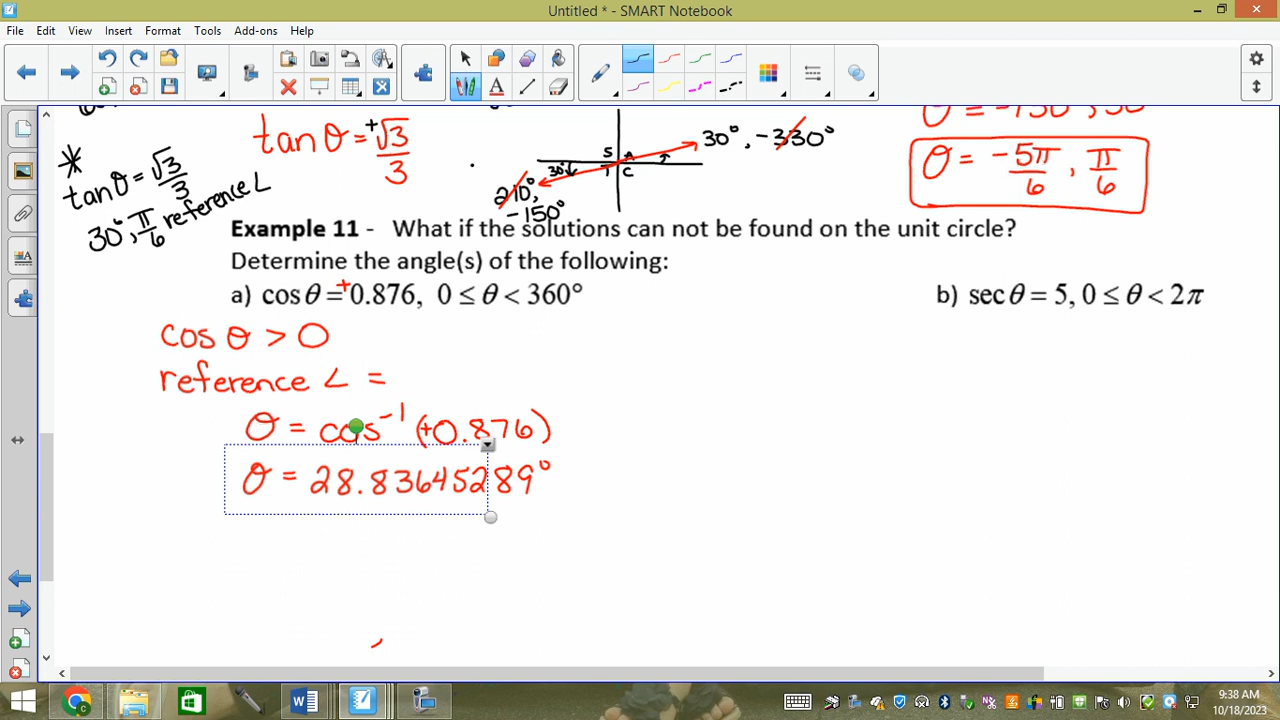 Untitled * - SMART Notebook
File Edit View Insert Format Tools Add-ons Help
tan θ = +√3/3
30°, -330°
S A
T C
30°
210°,
-150°
θ = -5π/6, π/6
*
tan θ = √3/3
30°, π/6 reference ∠
Example 11 - What if the solutions can not be found on the unit circle?
Determine the angle(s) of the following:
a) cos θ = +0.876, 0 ≤ θ < 360°
b) sec θ = 5, 0 ≤ θ < 2π
cos θ > 0
reference ∠ =
θ = cos⁻¹ (+0.876)
θ = 28.83645289°
9:38 AM
10/18/2023